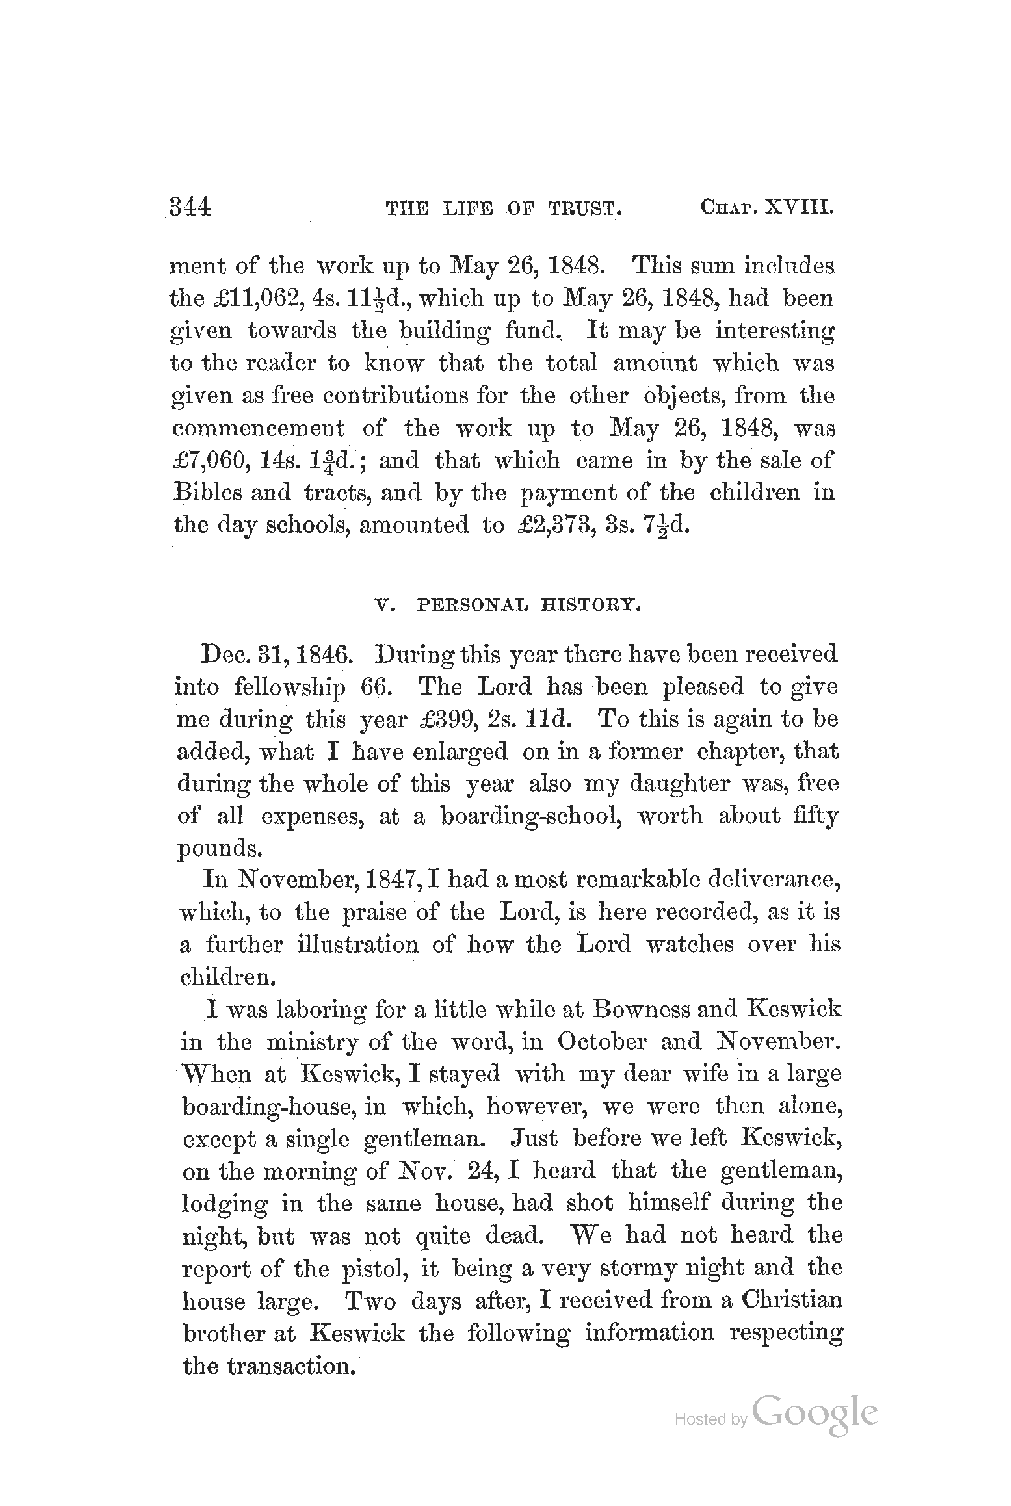 344 THE LIFE OF TRUST. CHAP. XVIII.
ment of the work up to May 26, 1848. This sum includes
the £11,062, 4s. 11½d., which up to May 26, 1848, had been
given towards the building fund. It may be interesting
to the reader to know that the total amount which was
given as free contributions for the other objects, from the
commencement of the work up to May 26, 1848, was
£7,060, 14s. 1¾d.; and that which came in by the sale of
Bibles and tracts, and by the payment of the children in
the day schools, amounted to £2,373, 3s. 7½d.
V. PERSONAL HISTORY.
Dec. 31, 1846. During this year there have been received
into fellowship 66. The Lord has been pleased to give
me during this year £399, 2s. 11d. To this is again to be
added, what I have enlarged on in a former chapter, that
during the whole of this year also my daughter was, free
of all expenses, at a boarding-school, worth about fifty
pounds.
In November, 1847, I had a most remarkable deliverance,
which, to the praise of the Lord, is here recorded, as it is
a further illustration of how the Lord watches over his
children.
I was laboring for a little while at Bowness and Keswick
in the ministry of the word, in October and November.
When at Keswick, I stayed with my dear wife in a large
boarding-house, in which, however, we were then alone,
except a single gentleman. Just before we left Keswick,
on the morning of Nov. 24, I heard that the gentleman,
lodging in the same house, had shot himself during the
night, but was not quite dead. We had not heard the
report of the pistol, it being a very stormy night and the
house large. Two days after, I received from a Christian
brother at Keswick the following information respecting
the transaction.
Hosted by Google